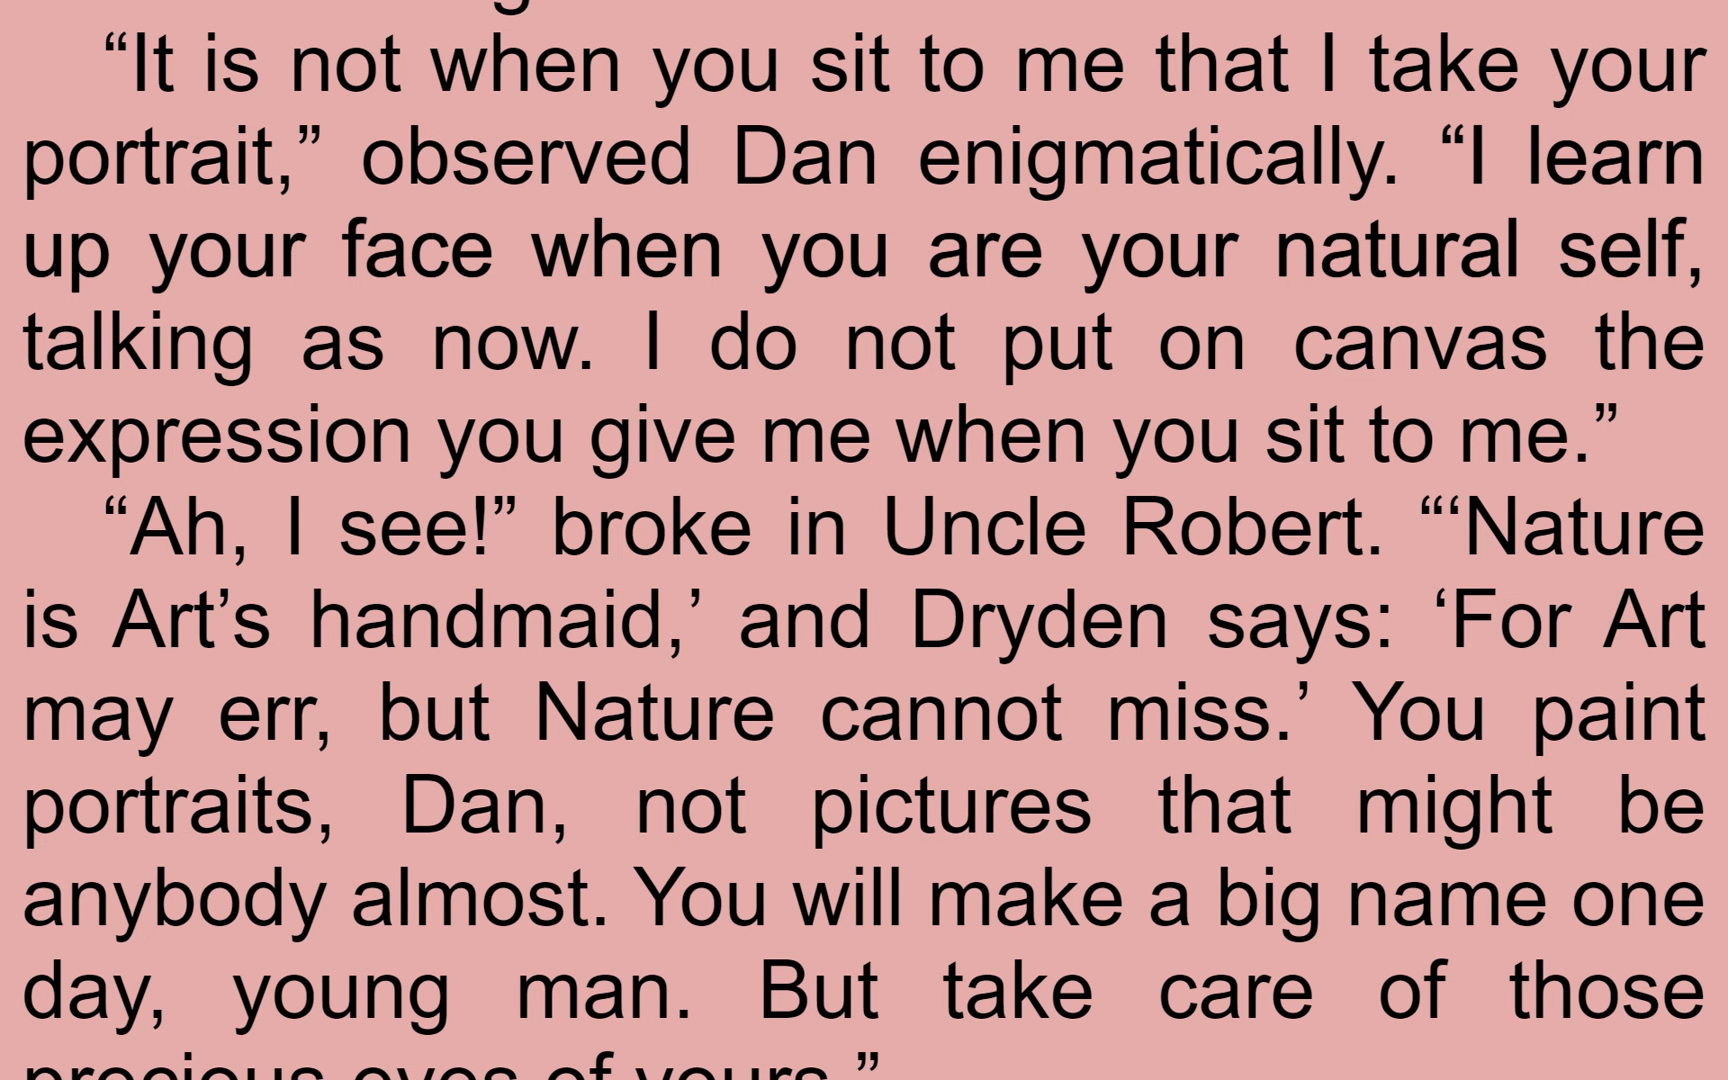 “It is not when you sit to me that I take your
portrait,” observed Dan enigmatically. “I learn
up your face when you are your natural self,
talking as now. I do not put on canvas the
expression you give me when you sit to me.”
“Ah, I see!” broke in Uncle Robert. “‘Nature
is Art’s handmaid,’ and Dryden says: ‘For Art
may err, but Nature cannot miss.’ You paint
portraits, Dan, not pictures that might be
anybody almost. You will make a big name one
day, young man. But take care of those
precious eyes of yours.”